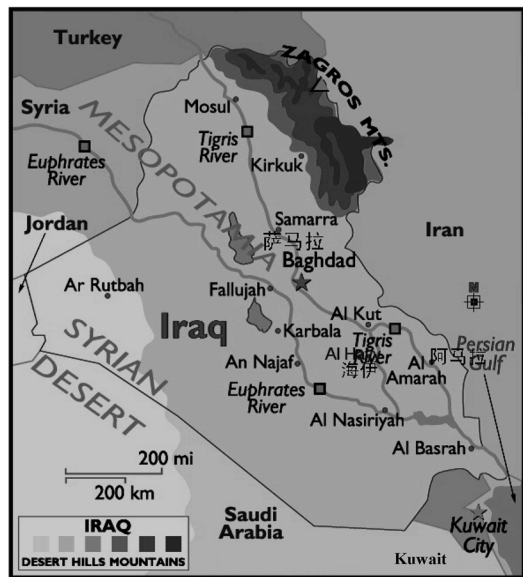 Turkey
ZAGROS MTS.
Syria
Mosul
MESOPOTAMIA
Tigris
River
Euphrates
River
Kirkuk
Samarra
萨马拉
Jordan
Iran
Baghdad
Ar Rutbah
Fallujah
N
Al Kut
Iraq
Karbala
Tigris
River
Persian
Gulf
SYRIAN
DESERT
An Najaf
海伊
Al
Amarah
阿马拉
Euphrates
River
Al Nasiriyah
Al Basrah
200 mi
200 km
Saudi
Arabia
Kuwait
City
IRAQ
DESERT HILLS MOUNTAINS
Kuwait